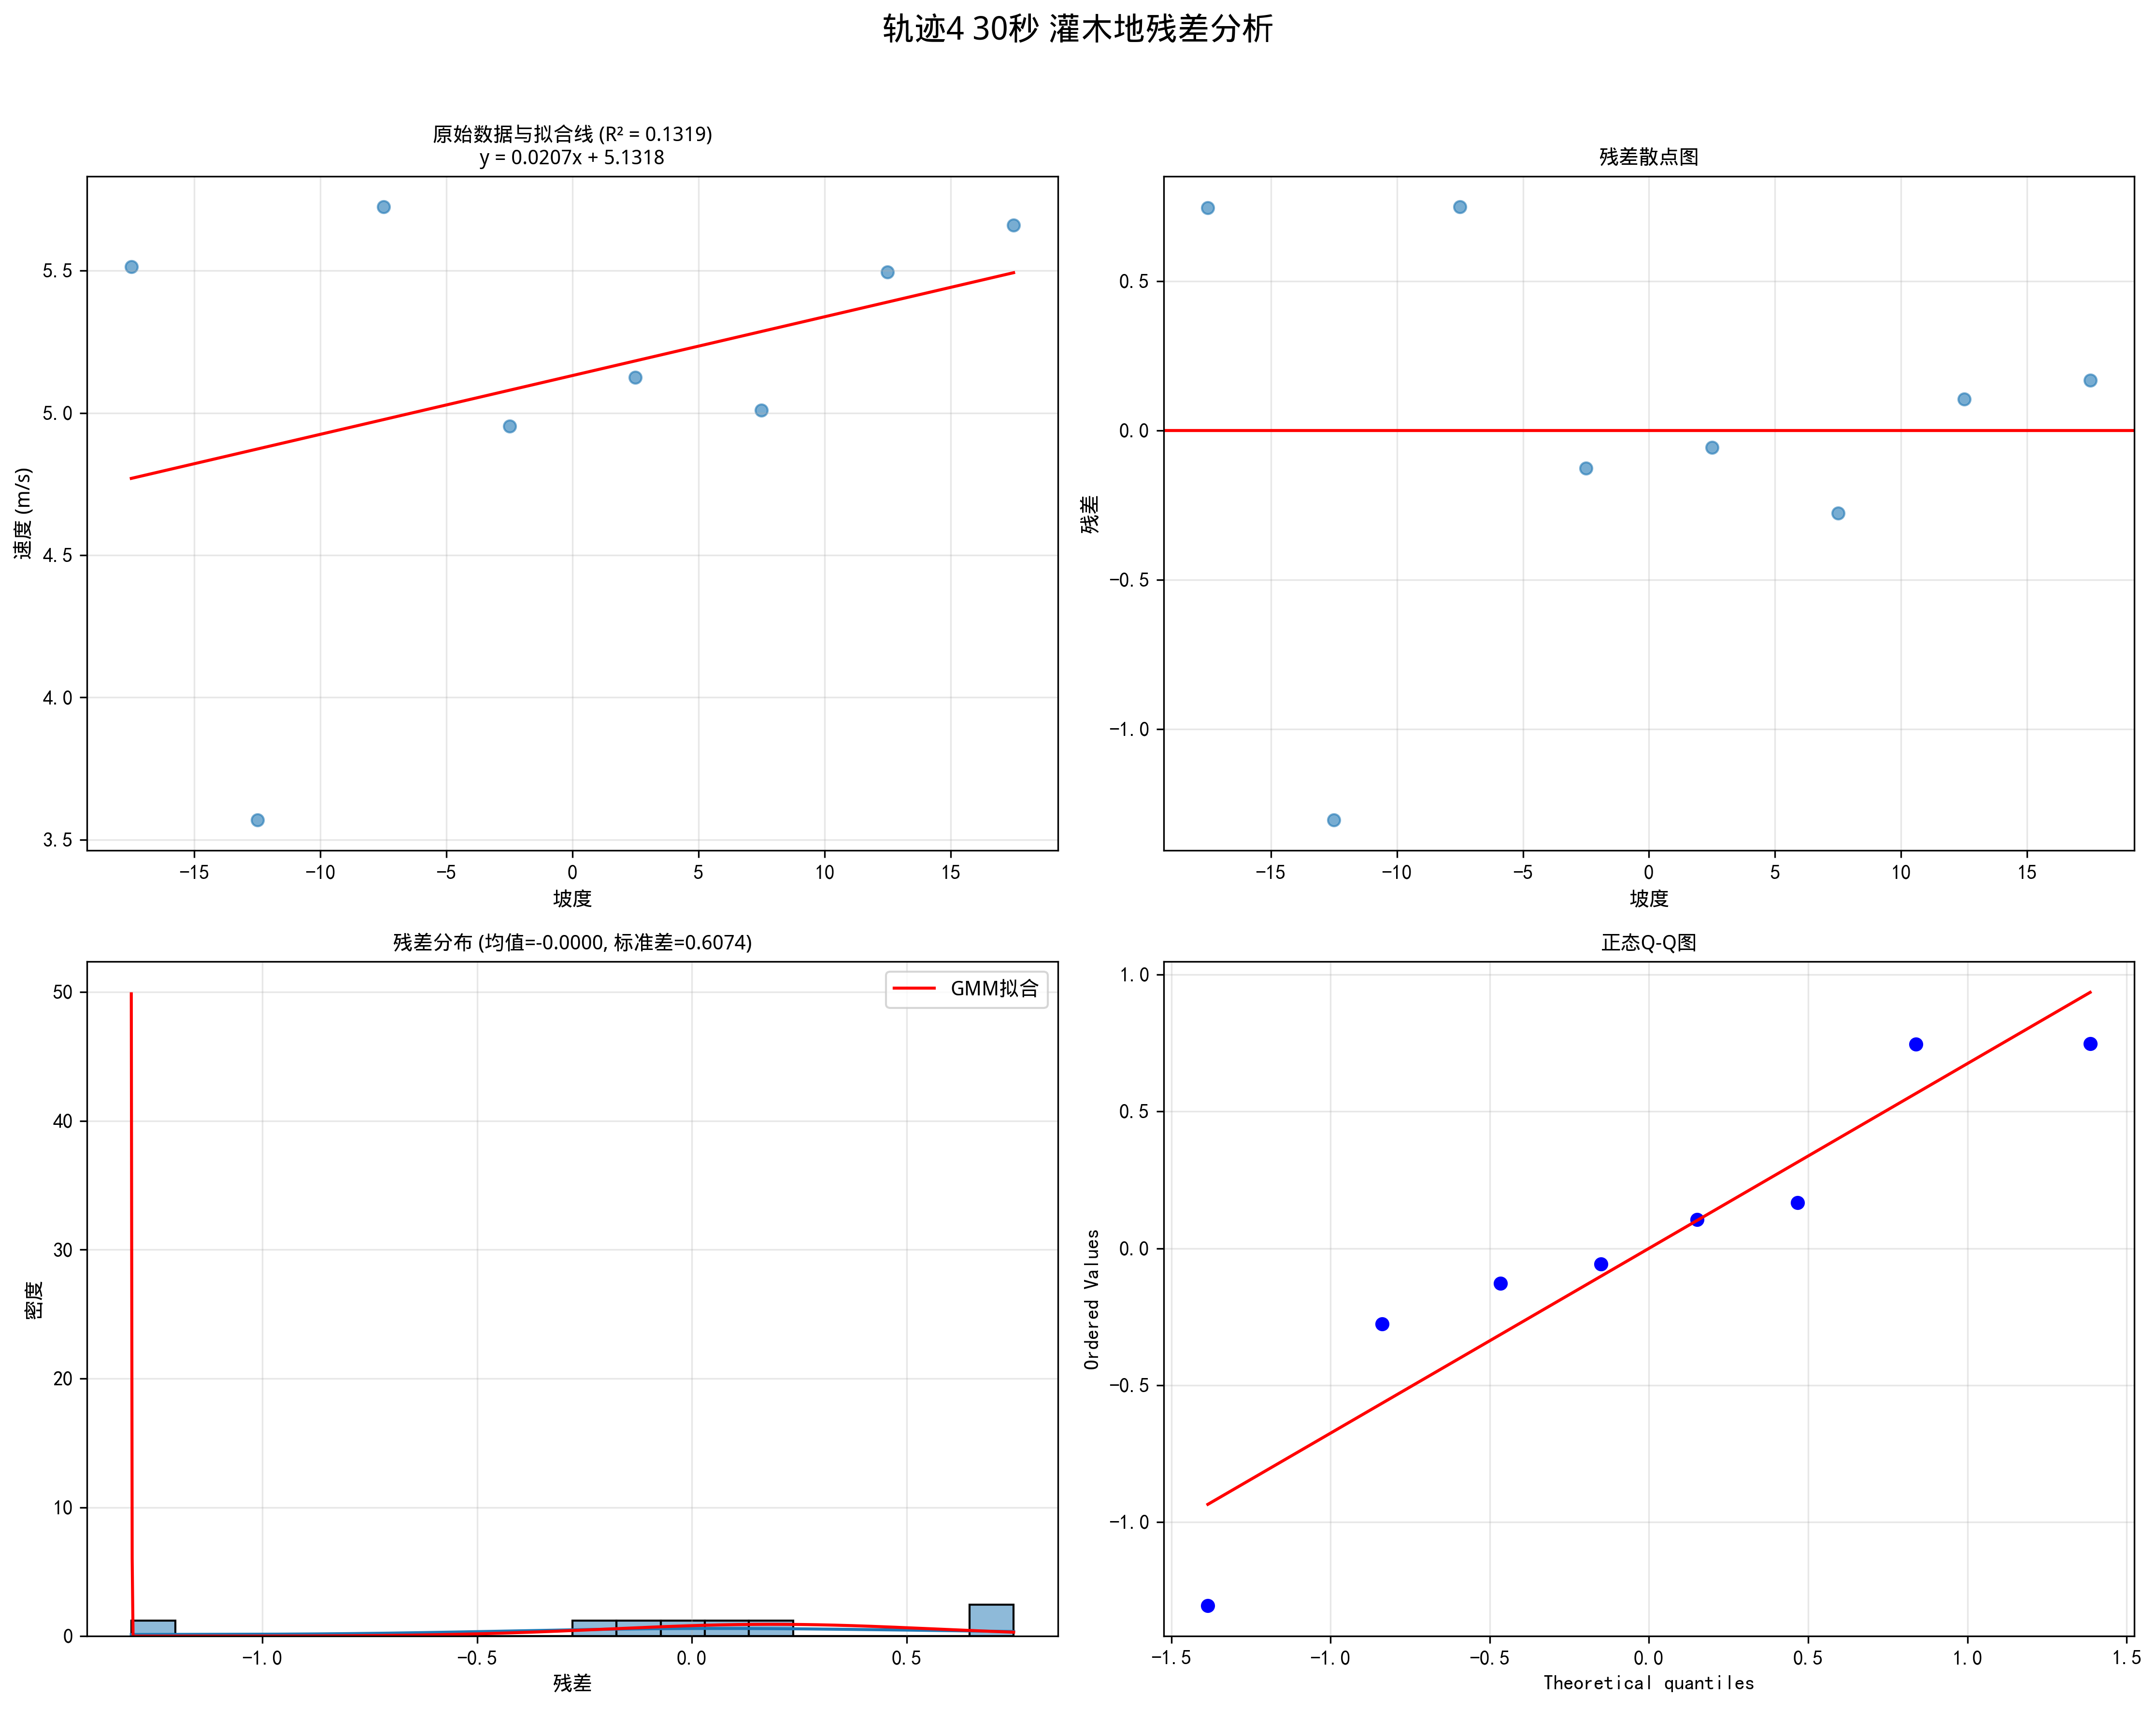 轨迹4 30秒 灌木地残差分析
原始数据与拟合线 (R² = 0.1319)
y = 0.0207x + 5.1318
速度 (m/s)
5.5
5.0
4.5
4.0
3.5
−15 −10 −5 0 5 10 15
坡度
残差散点图
残差
0.5
0.0
−0.5
−1.0
−15 −10 −5 0 5 10 15
坡度
残差分布 (均值=-0.0000, 标准差=0.6074)
GMM拟合
密度
50
40
30
20
10
0
−1.0 −0.5 0.0 0.5
残差
正态Q-Q图
Ordered Values
1.0
0.5
0.0
−0.5
−1.0
−1.5 −1.0 −0.5 0.0 0.5 1.0 1.5
Theoretical quantiles